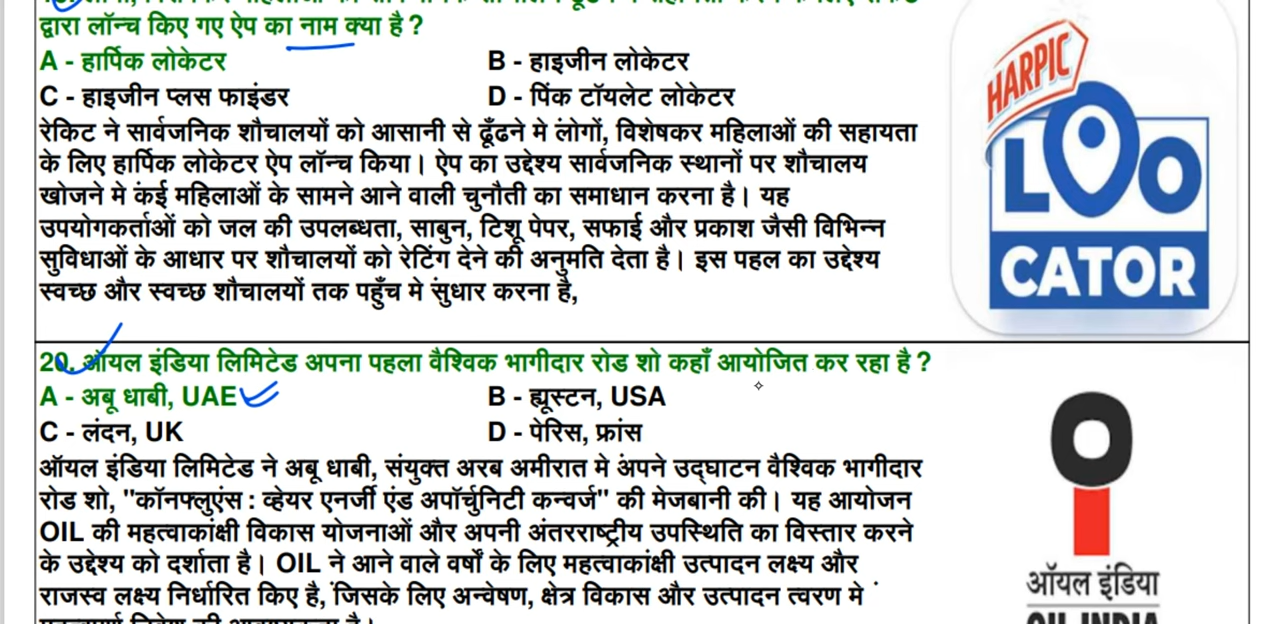 द्वारा लॉन्च किए गए ऐप का नाम क्या है ?
A - हार्पिक लोकेटर
B - हाइजीन लोकेटर
C - हाइजीन प्लस फाइंडर
D - पिंक टॉयलेट लोकेटर
रेकिट ने सार्वजनिक शौचालयों को आसानी से ढूँढने मे लंोगों, विशेषकर महिलाओं की सहायता
के लिए हार्पिक लोकेटर ऐप लॉन्च किया। ऐप का उद्देश्य सार्वजनिक स्थानों पर शौचालय
खोजने मे कंई महिलाओं के सामने आने वाली चुनौती का समाधान करना है। यह
उपयोगकर्ताओं को जल की उपलब्धता, साबुन, टिशू पेपर, सफाई और प्रकाश जैसी विभिन्न
सुविधाओं के आधार पर शौचालयों को रेटिंग देने की अनुमति देता है। इस पहल का उद्देश्य
स्वच्छ और स्वच्छ शौचालयों तक पहुँच मे सुंधार करना है,
HARPIC
LOO
CATOR
20. ऑयल इंडिया लिमिटेड अपना पहला वैश्विक भागीदार रोड शो कहाँ आयोजित कर रहा है ?
A - अबू धाबी, UAE
B - ह्यूस्टन, USA
C - लंदन, UK
D - पेरिस, फ्रांस
ऑयल इंडिया लिमिटेड ने अबू धाबी, संयुक्त अरब अमीरात मे अंपने उद्घाटन वैश्विक भागीदार
रोड शो, "कॉनफ्लुएंस : व्हेयर एनर्जी एंड अपॉर्चुनिटी कन्वर्ज" की मेजबानी की। यह आयोजन
OIL की महत्वाकांक्षी विकास योजनाओं और अपनी अंतरराष्ट्रीय उपस्थिति का विस्तार करने
के उद्देश्य को दर्शाता है। OIL ने आने वाले वर्षों के लिए महत्वाकांक्षी उत्पादन लक्ष्य और
राजस्व लक्ष्य निर्धारित किए है, जिंसके लिए अन्वेषण, क्षेत्र विकास और उत्पादन त्वरण मे
ऑयल इंडिया
OIL INDIA